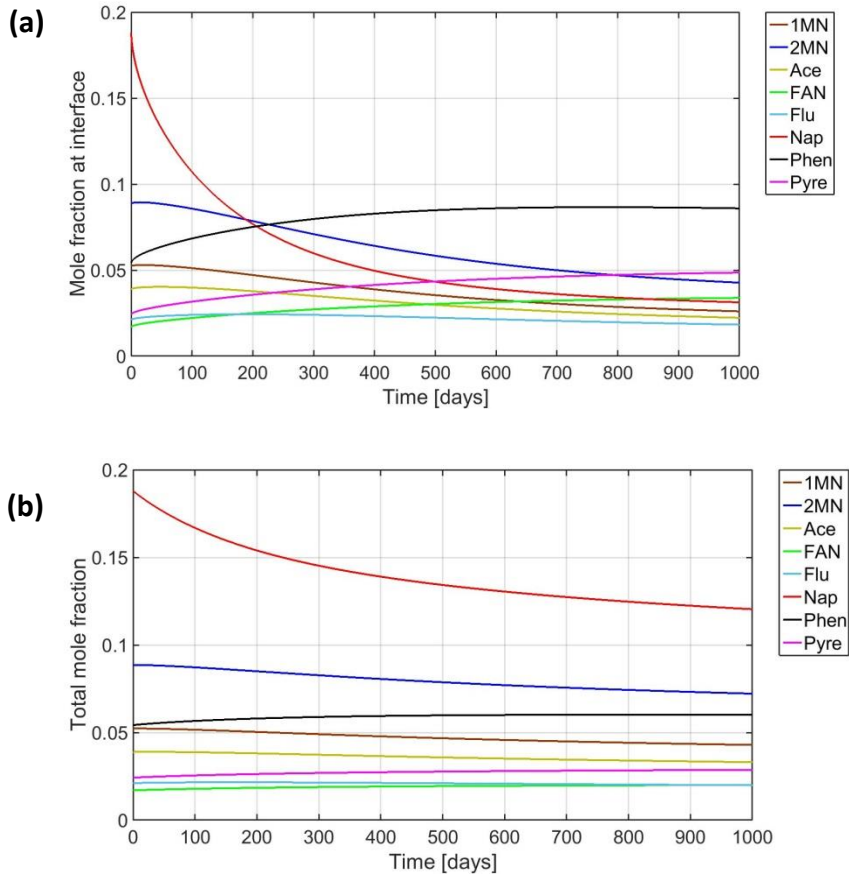 (a)
Mole fraction at interface
0.2
0.15
0.1
0.05
0
0 100 200 300 400 500 600 700 800 900 1000
Time [days]
1MN
2MN
Ace
FAN
Flu
Nap
Phen
Pyre
(b)
Total mole fraction
0.2
0.15
0.1
0.05
0
0 100 200 300 400 500 600 700 800 900 1000
Time [days]
1MN
2MN
Ace
FAN
Flu
Nap
Phen
Pyre